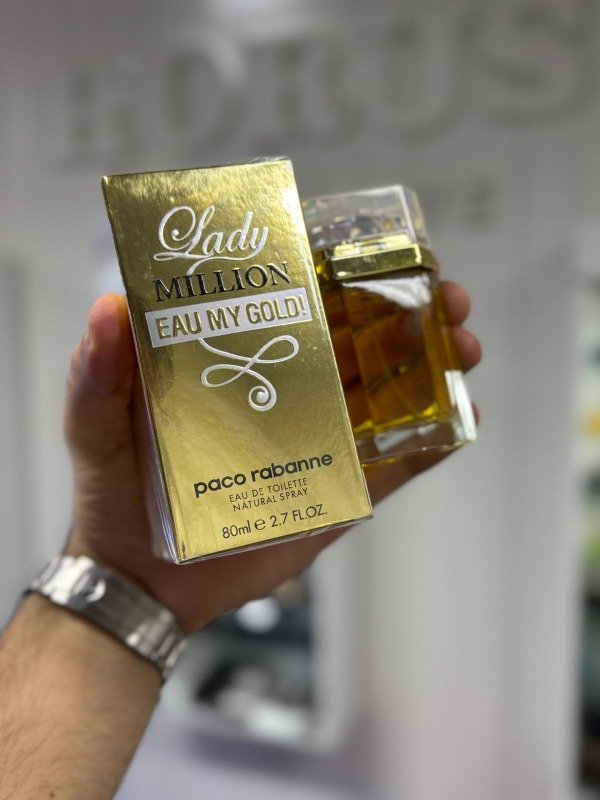 Lady
MILLION
EAU MY GOLD!
paco rabanne
EAU DE TOILETTE
NATURAL SPRAY
80ml e 2.7 FL.OZ.